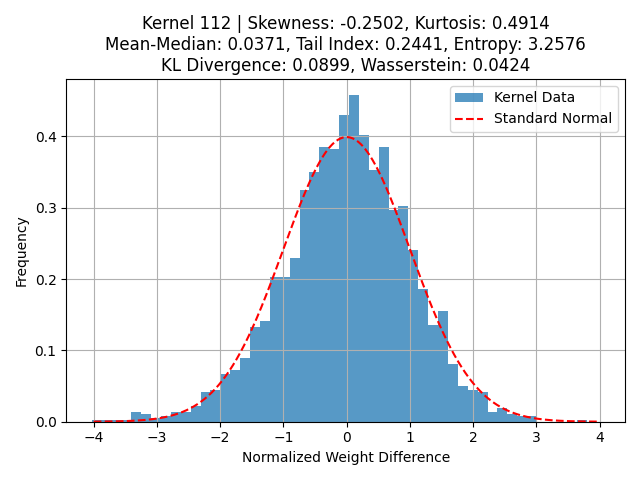 Kernel 112 | Skewness: -0.2502, Kurtosis: 0.4914
Mean-Median: 0.0371, Tail Index: 0.2441, Entropy: 3.2576
KL Divergence: 0.0899, Wasserstein: 0.0424
Kernel Data
Standard Normal
Frequency
0.4
0.3
0.2
0.1
0.0
−4
−3
−2
−1
0
1
2
3
4
Normalized Weight Difference